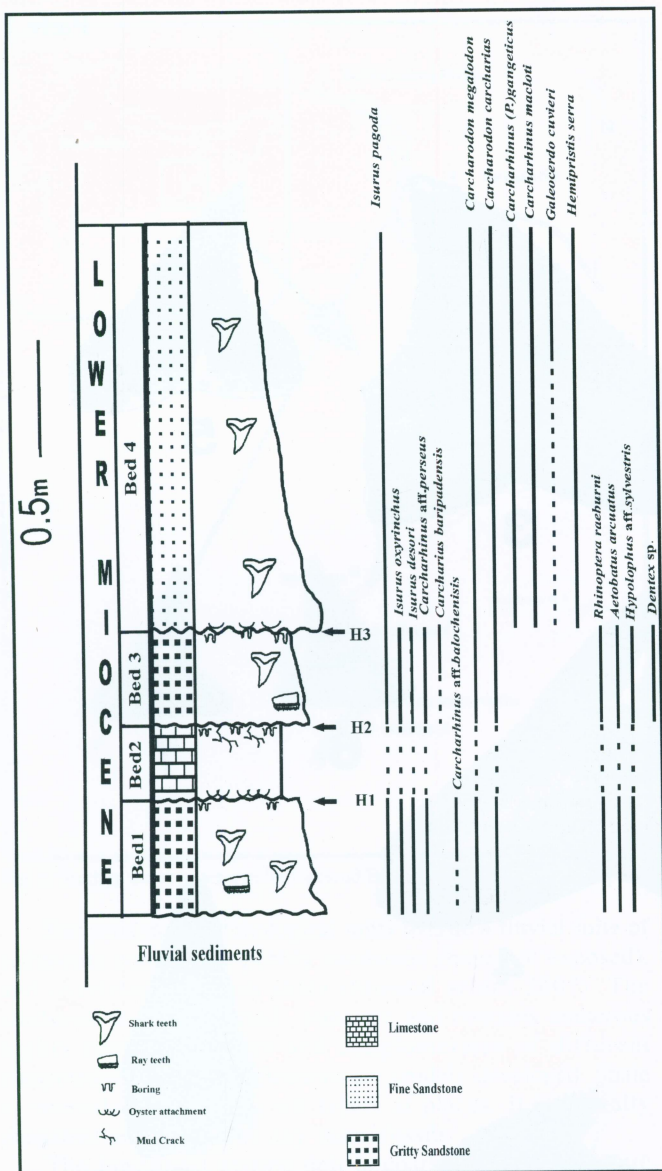 Isurus pagoda
Carcharodon megalodon
Carcharodon carcharias
Carcharhinus (P.)gangeticus
Carcharhinus macloti
Galeocerdo cuvieri
Hemipristis serra
Isurus oxyrinchus
Isurus desori
Carcharhinus aff.perseus
Carcharias baripadensis
Carcharhinus aff.balochenisis
Rhinoptera raeburni
Aetobatus arcuatus
Hypolophus aff.sylvestris
Dentex sp.
0.5m
LOWER MIOCENE
Bed 4
Bed 3
Bed2
Bed1
H3
H2
H1
Fluvial sediments
Shark teeth
Ray teeth
Boring
Oyster attachment
Mud Crack
Limestone
Fine Sandstone
Gritty Sandstone